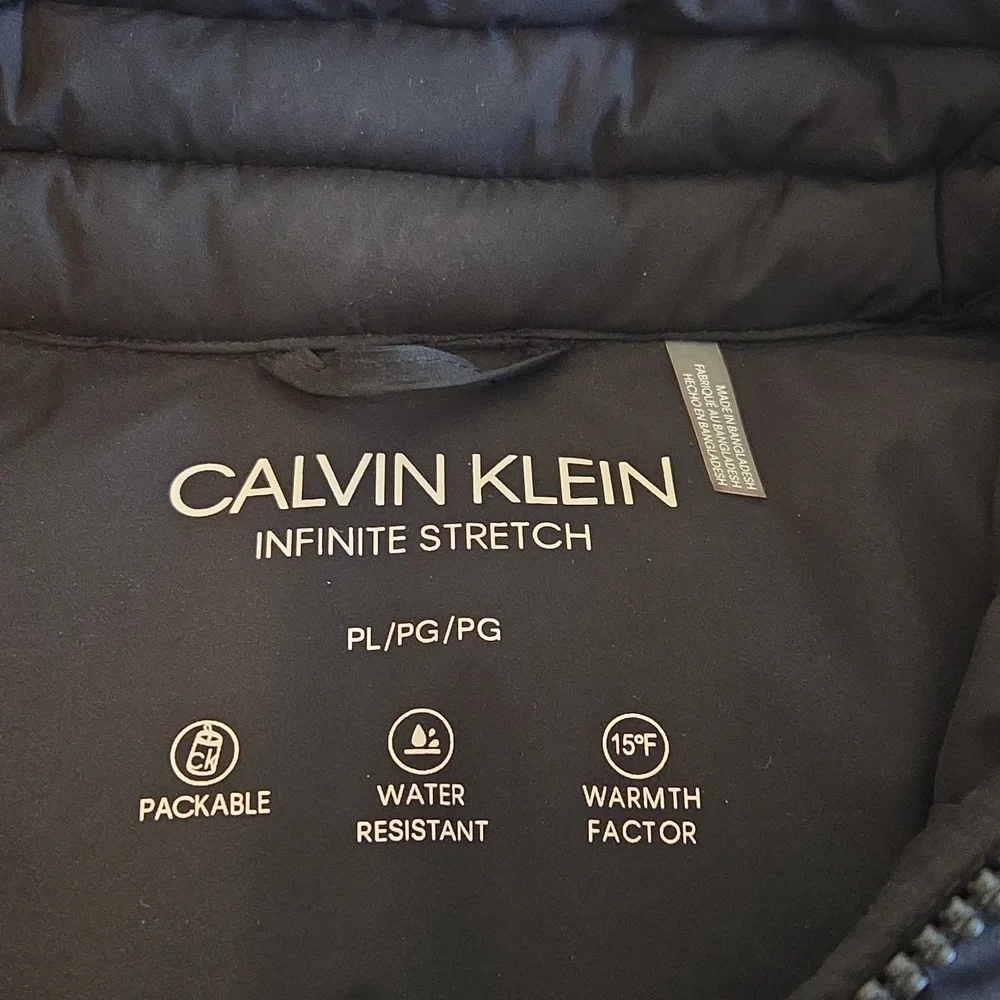 MADE IN BANGLADESH
FABRIQUÉ AU BANGLADESH
HECHO EN BANGLADESH
CALVIN KLEIN
INFINITE STRETCH
PL/PG/PG
CK
PACKABLE
WATER
RESISTANT
15°F
WARMTH
FACTOR